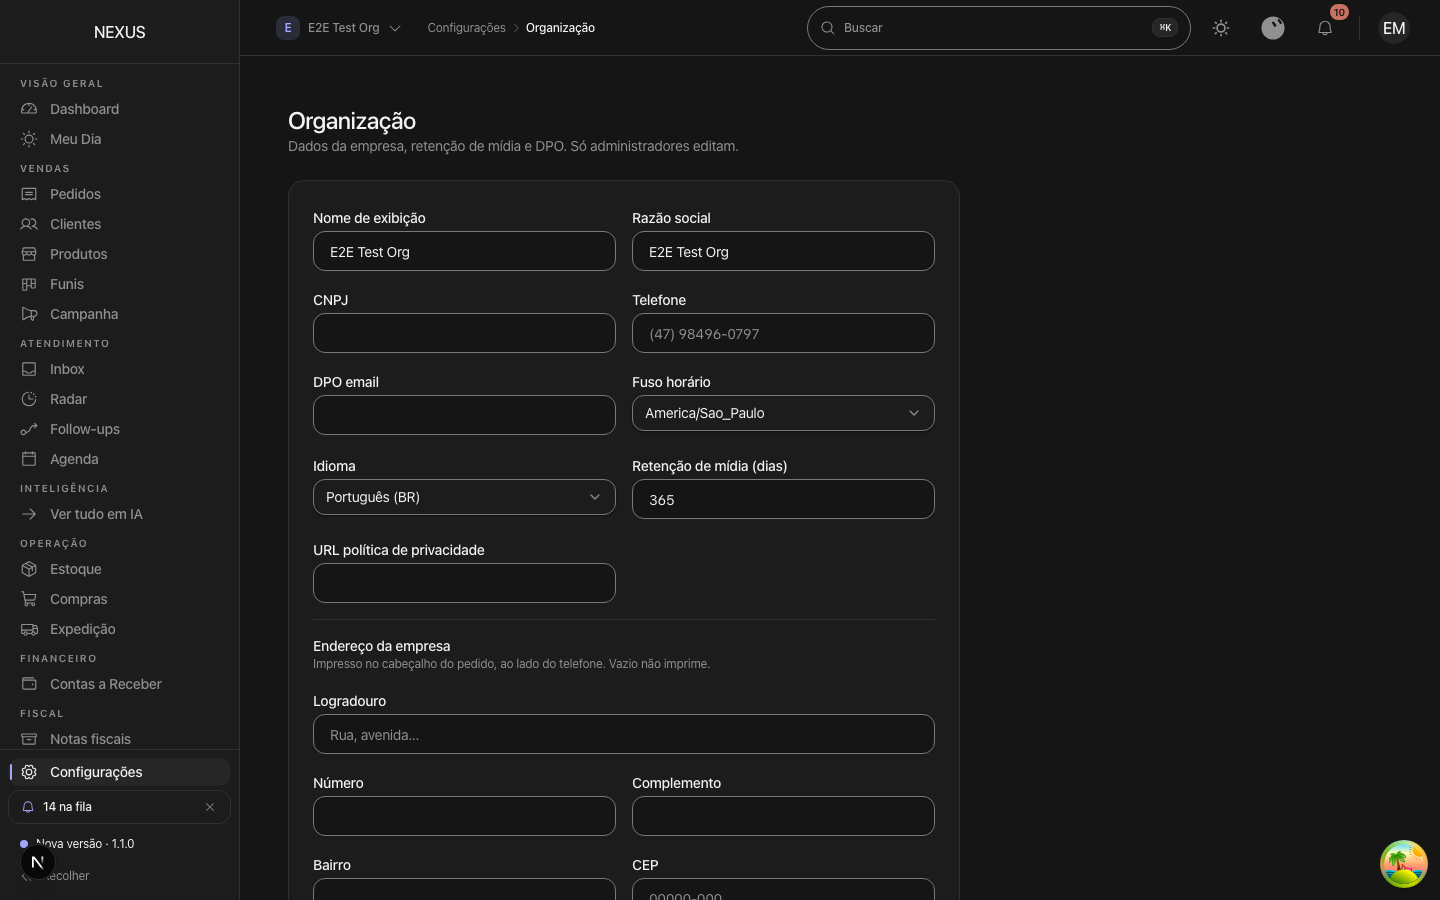 NEXUS
VISÃO GERAL
Dashboard
Meu Dia
VENDAS
Pedidos
Clientes
Produtos
Funis
Campanha
ATENDIMENTO
Inbox
Radar
Follow-ups
Agenda
INTELIGÊNCIA
Ver tudo em IA
OPERAÇÃO
Estoque
Compras
Expedição
FINANCEIRO
Contas a Receber
FISCAL
Notas fiscais
Configurações
14 na fila
Nova versão · 1.1.0
N
E E2E Test Org
Configurações > Organização
Buscar ⌘K
10
EM
Organização
Dados da empresa, retenção de mídia e DPO. Só administradores editam.
Nome de exibição Razão social
E2E Test Org E2E Test Org
CNPJ Telefone
(47) 98496-0797
DPO email Fuso horário
America/Sao_Paulo
Idioma Retenção de mídia (dias)
Português (BR) 365
URL política de privacidade
Endereço da empresa
Impresso no cabeçalho do pedido, ao lado do telefone. Vazio não imprime.
Logradouro
Rua, avenida...
Número Complemento
Bairro CEP
00000-000